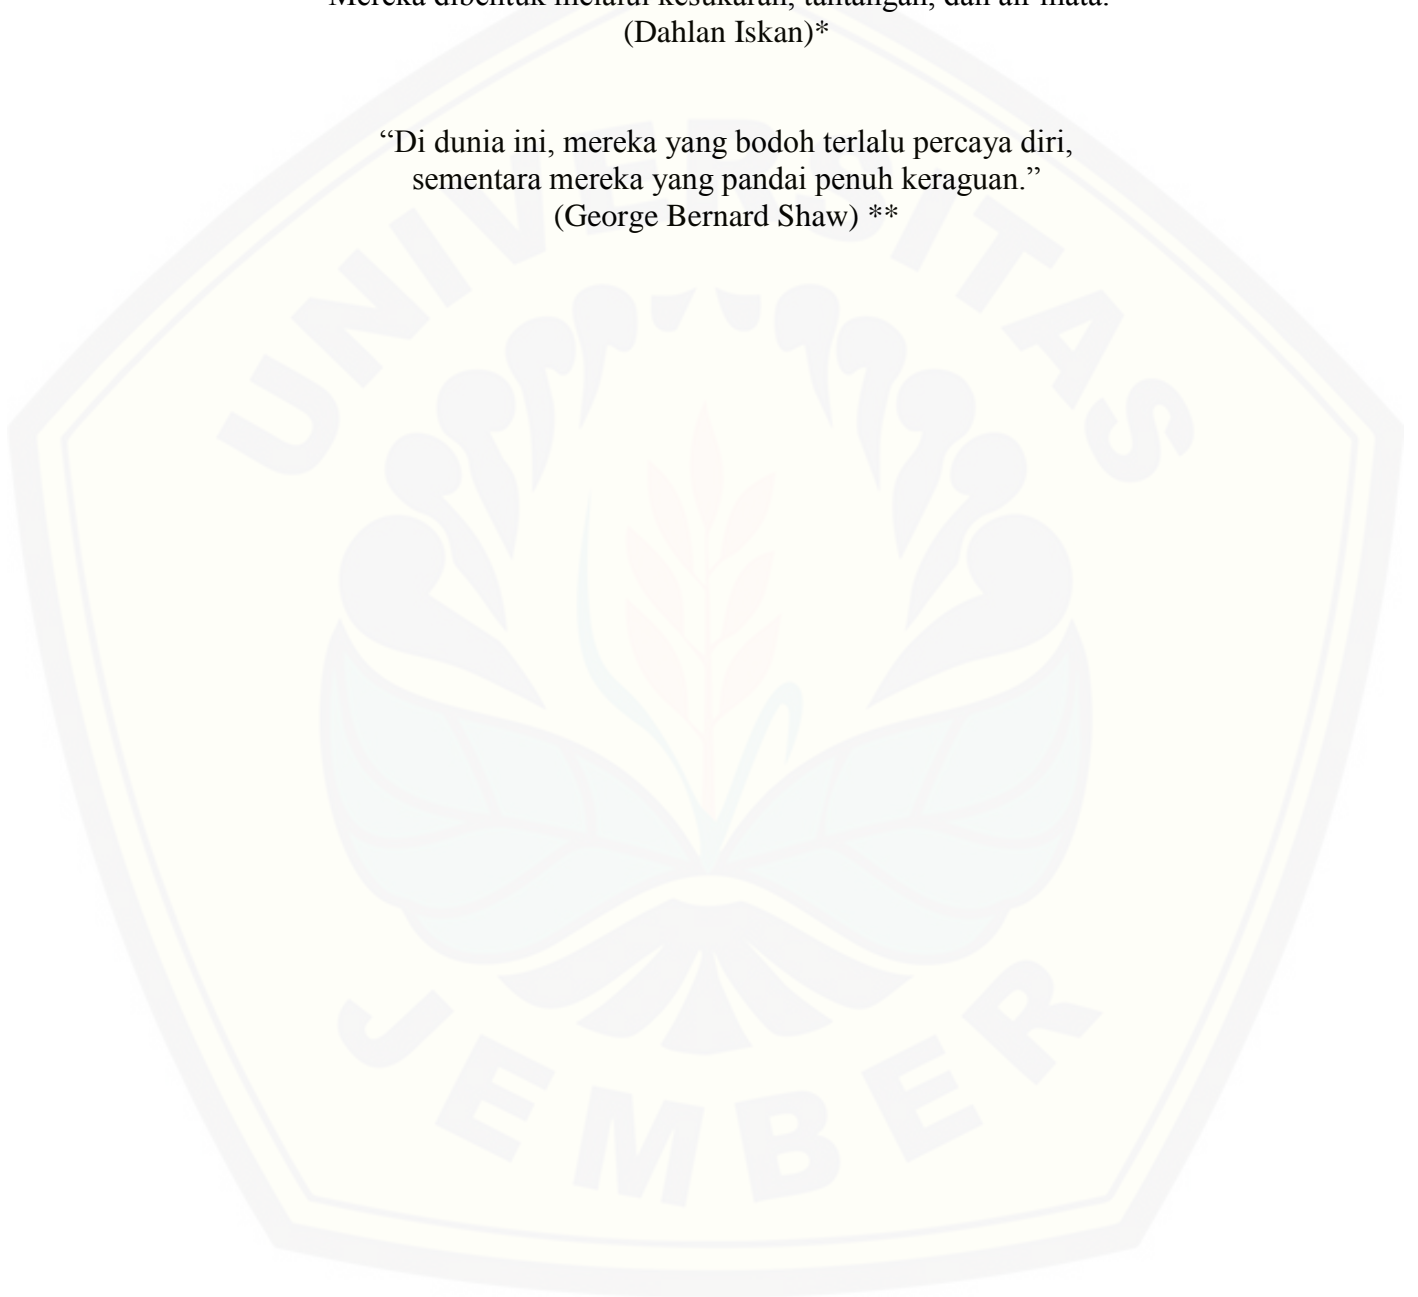 Mereka dibentuk melalui kesukaran, tantangan, dan air mata.
(Dahlan Iskan)*
“Di dunia ini, mereka yang bodoh terlalu percaya diri,
sementara mereka yang pandai penuh keraguan.”
(George Bernard Shaw) **
UNIVERSITAS
JEMBER